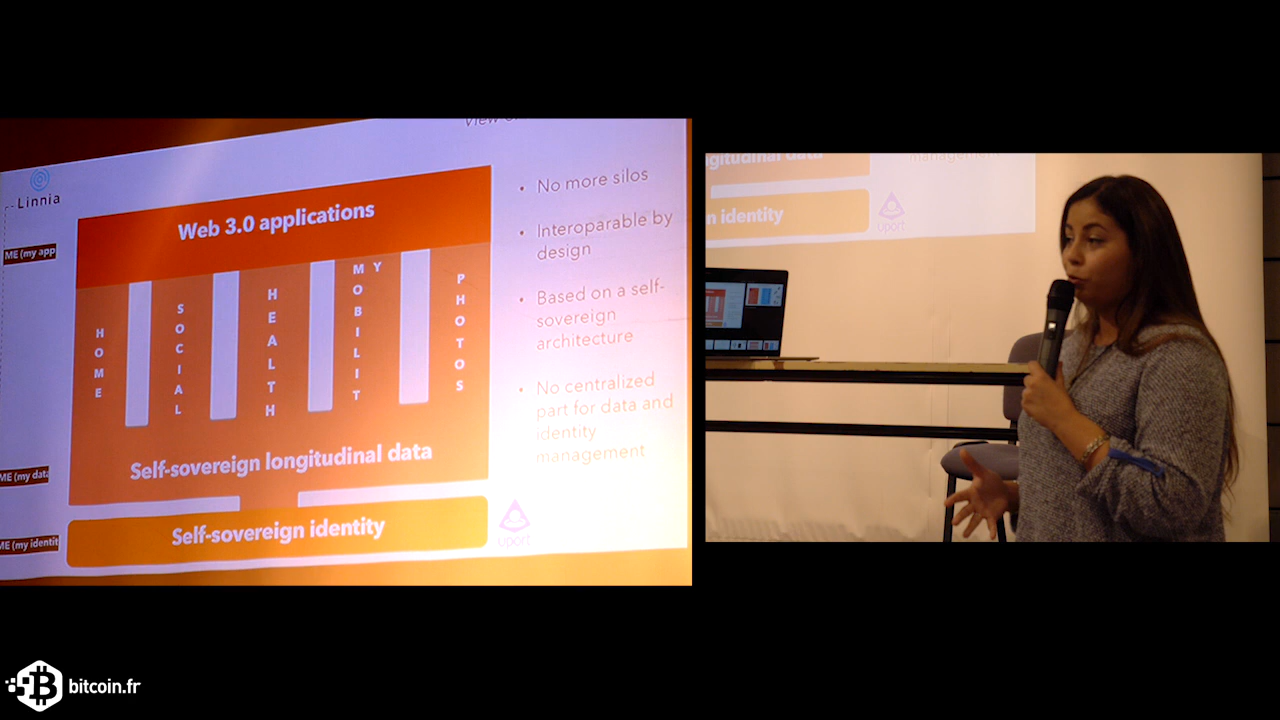 View
Linnia
ME (my app
Web 3.0 applications
HOME
SOCIAL
HEALTH
MY
MOBILIT
PHOTOS
Self-sovereign longitudinal data
ME (my data
Self-sovereign identity
ME (my identit
uport
• No more silos
• Interoparable by
design
• Based on a self-
sovereign
architecture
• No centralized
part for data and
identity
management
gitudinal data
management
n identity
uport
bitcoin.fr